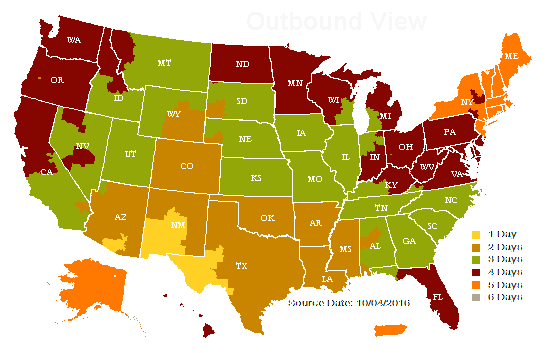 Outbound View
WA
ME
MT
ND
MN
OR
WI
ID
SD
NY
WY
MI
IA
PA
NE
NV
OH
IL
IN
UT
CO
WV
CA
VA
KS
MO
KY
NC
TN
OK
AZ
NM
AR
SC
MS
AL
GA
TX
LA
FL
1 Day
2 Days
3 Days
4 Days
5 Days
6 Days
Source Date: 10/04/2016